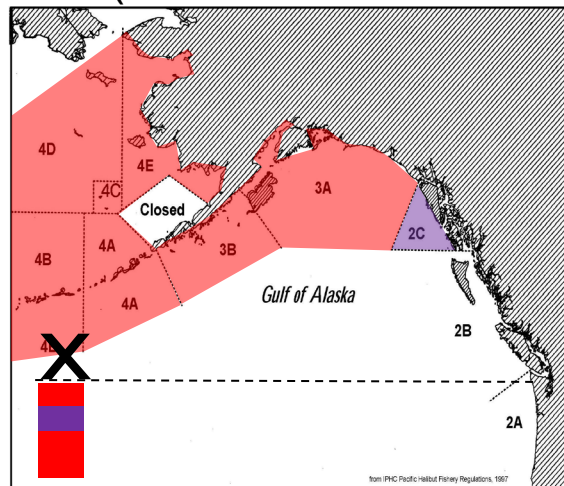 4D
4E
4C
3A
Closed
2C
4B
4A
3B
4A
Gulf of Alaska
2B
X
2A
from IPHC Pacific Halibut Fishery Regulations, 1997